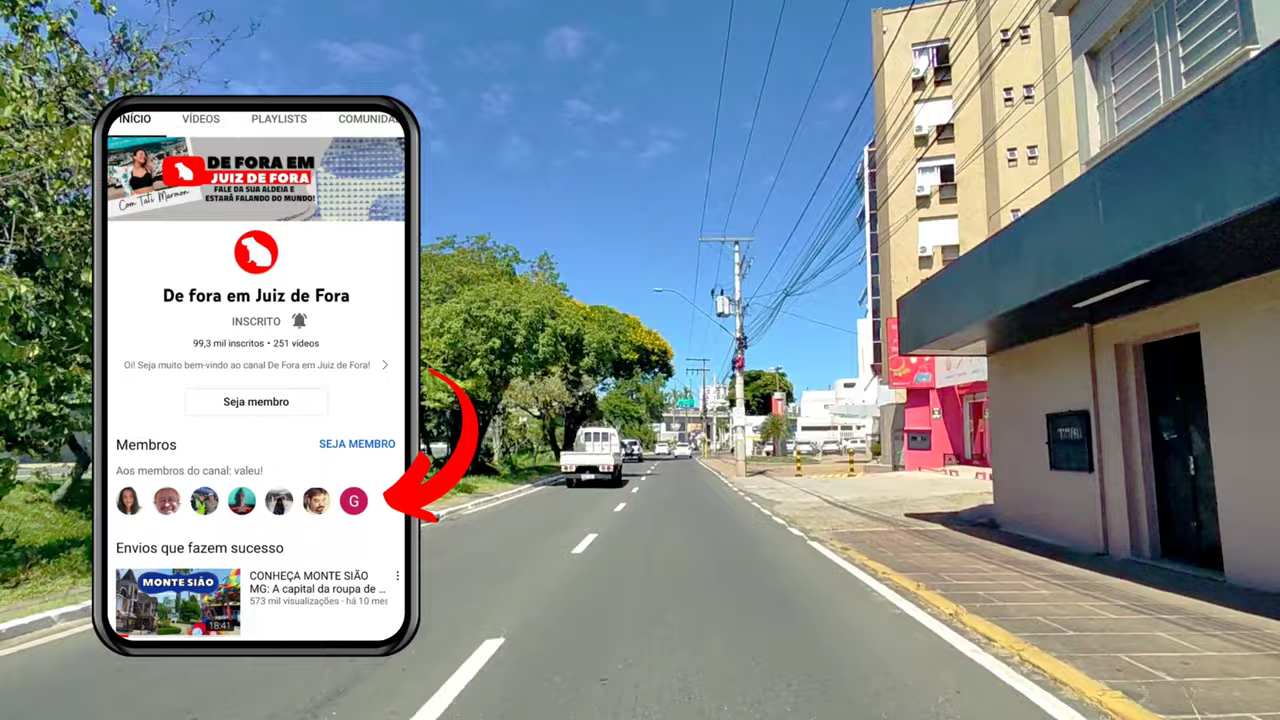 INÍCIO VÍDEOS PLAYLISTS COMUNIDA
DE FORA EM
JUIZ DE FORA
FALE DA SUA ALDEIA E
ESTARÁ FALANDO DO MUNDO!
Com Tati Marmon
De fora em Juiz de Fora
INSCRITO
99,3 mil inscritos • 251 vídeos
Oi! Seja muito bem-vindo ao canal De Fora em Juiz de Fora!
Seja membro
Membros SEJA MEMBRO
Aos membros do canal: valeu!
G
Envios que fazem sucesso
MONTE SIÃO
18:41
CONHEÇA MONTE SIÃO
MG: A capital da roupa de ...
573 mil visualizações · há 10 mes